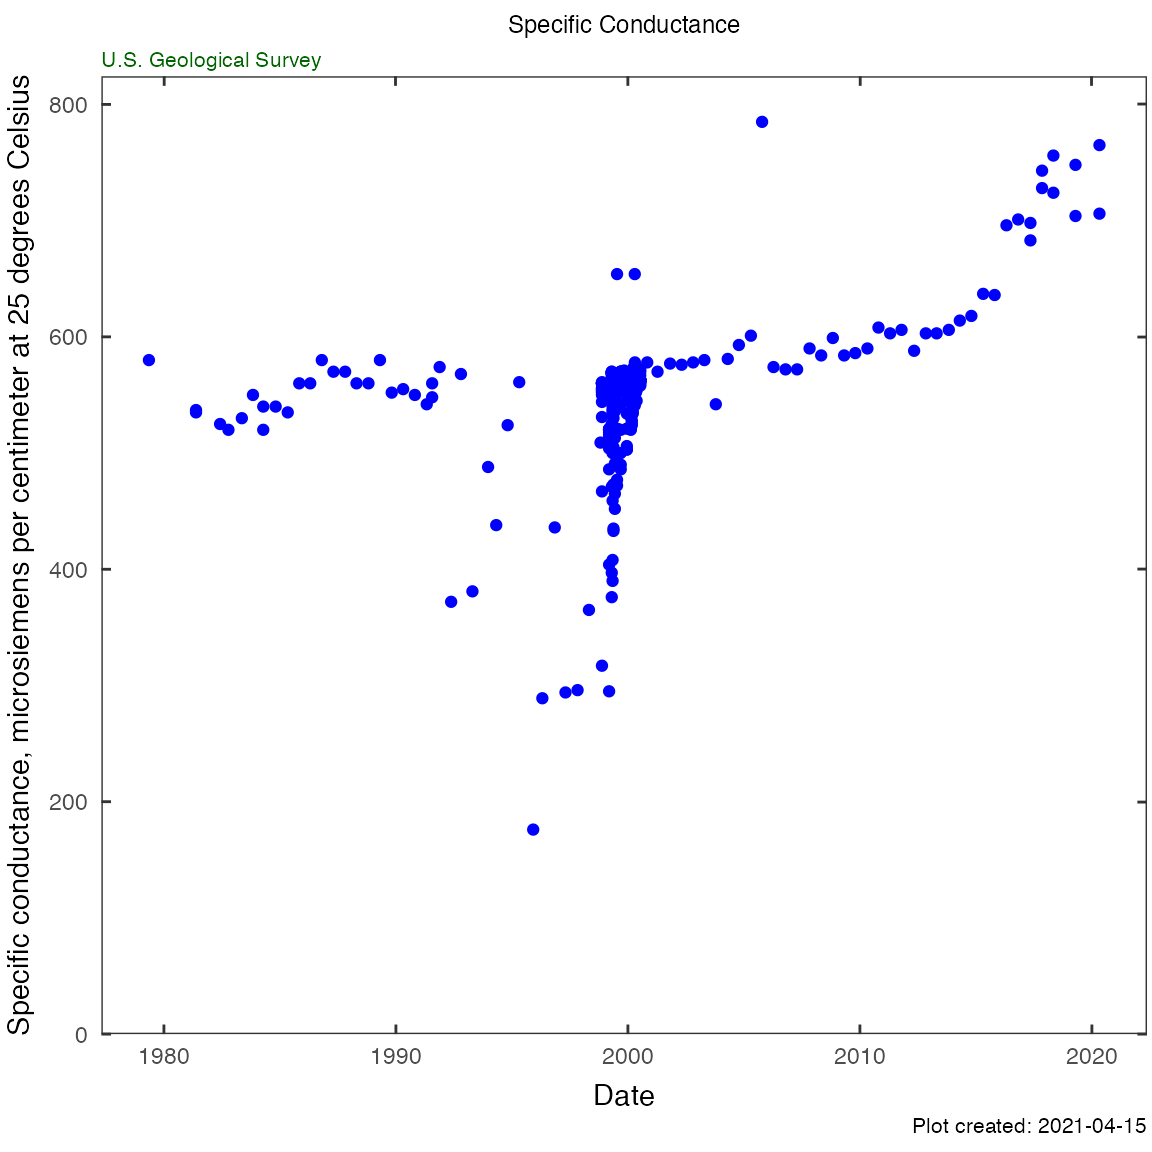 Specific Conductance
U.S. Geological Survey
Specific conductance, microsiemens per centimeter at 25 degrees Celsius
800
600
400
200
0
1980 1990 2000 2010 2020
Date
Plot created: 2021-04-15